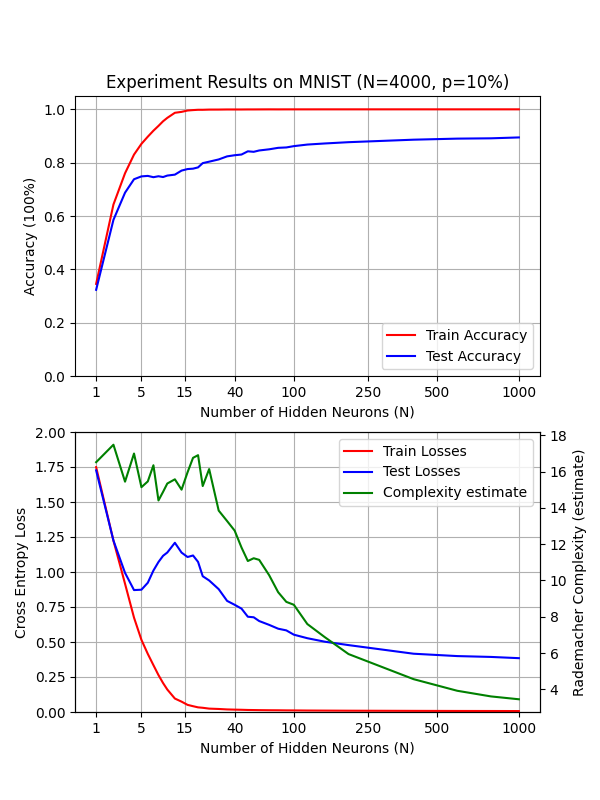 Experiment Results on MNIST (N=4000, p=10%)
1.0
0.8
0.6
0.4
0.2
0.0
Accuracy (100%)
Train Accuracy
Test Accuracy
1 5 15 40 100 250 500 1000
Number of Hidden Neurons (N)
2.00
1.75
1.50
1.25
1.00
0.75
0.50
0.25
0.00
Cross Entropy Loss
Train Losses
Test Losses
Complexity estimate
18
16
14
12
10
8
6
4
Rademacher Complexity (estimate)
1 5 15 40 100 250 500 1000
Number of Hidden Neurons (N)